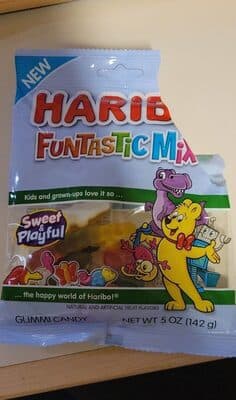 NEW
HARIB
FUNTASTIC MIX
Kids and grown-ups love it so ...
Sweet
&
Playful
... the happy world of Haribo!®
NATURAL AND ARTIFICIAL FRUIT FLAVORS
GUMMI CANDY NET WT 5 OZ (142 g)